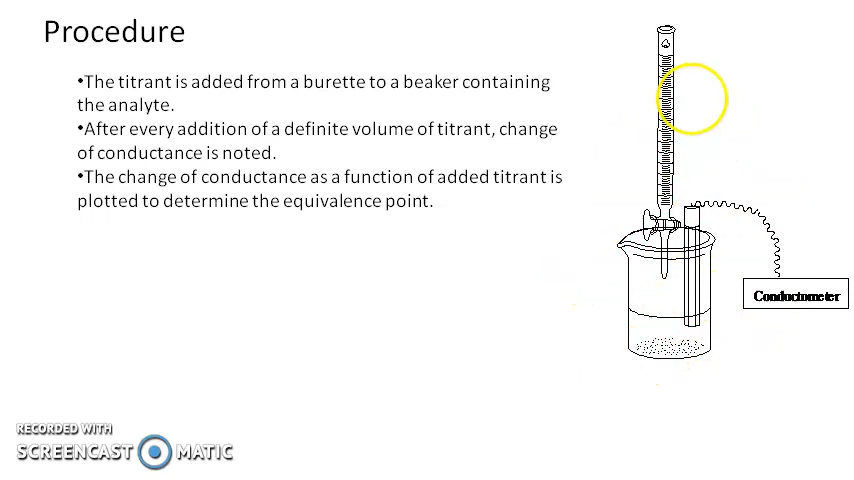 Procedure
•The titrant is added from a burette to a beaker containing
the analyte.
•After every addition of a definite volume of titrant, change
of conductance is noted.
•The change of conductance as a function of added titrant is
plotted to determine the equivalence point.
Conductometer
RECORDED WITH
SCREENCAST MATIC